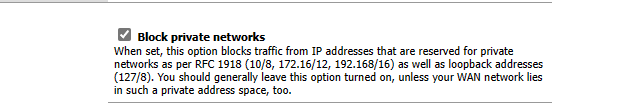 Block private networks
When set, this option blocks traffic from IP addresses that are reserved for private
networks as per RFC 1918 (10/8, 172.16/12, 192.168/16) as well as loopback addresses
(127/8). You should generally leave this option turned on, unless your WAN network lies
in such a private address space, too.